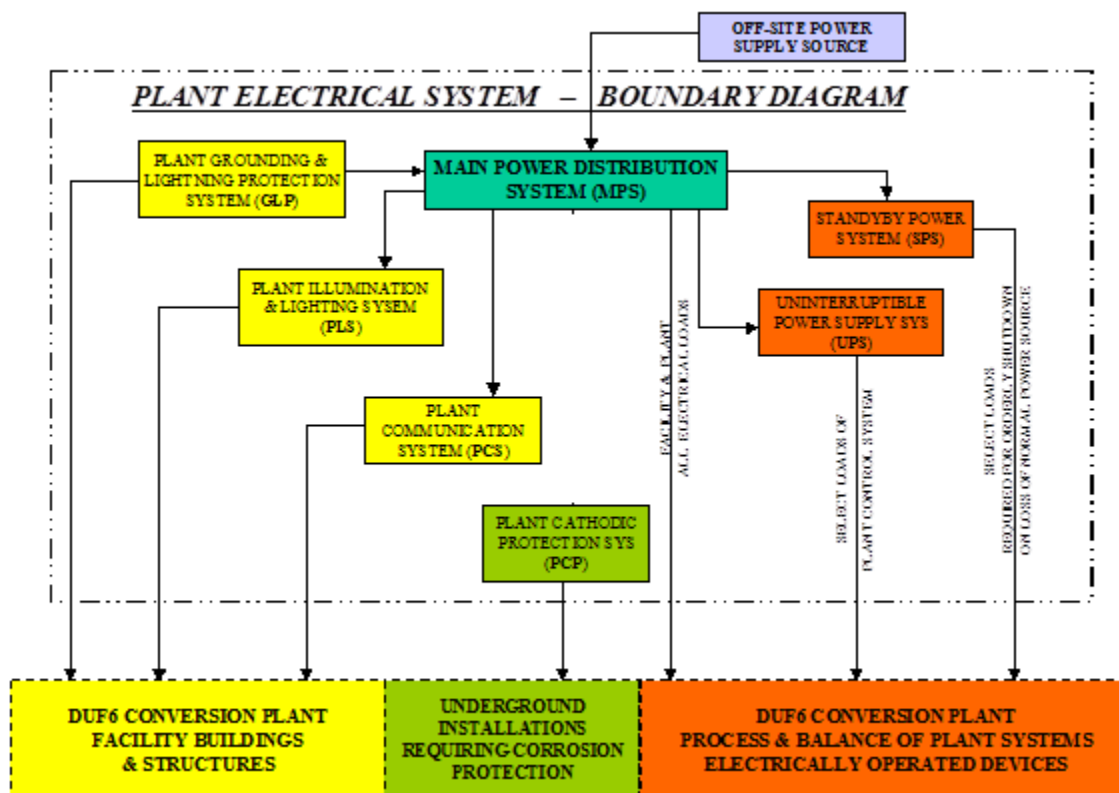 OFF-SITE POWER
SUPPLY SOURCE
PLANT ELECTRICAL SYSTEM – BOUNDARY DIAGRAM
PLANT GROUNDING &
LIGHTNING PROTECTION
SYSTEM (GLP)
MAIN POWER DISTRIBUTION
SYSTEM (MPS)
STANDYBY POWER
SYSTEM (SPS)
PLANT ILLUMINATION
& LIGHTING SYSEM
(PLS)
UNINTERRUPTIBLE
POWER SUPPLY SYS
(UPS)
PLANT
COMMUNICATION
SYSTEM (PCS)
PLANT CATHODIC
PROTECTION SYS
(PCP)
FACILITY & PLANT
ALL ELECTRICAL LOADS
SELECT LOADS OF
PLANT CONTROL SYSTEM
SELECT LOADS
REQUIRED FOR ORDERLY SHUTDOWN
ON LOSS OF NORMAL POWER SOURCE
DUF6 CONVERSION PLANT
FACILITY BUILDINGS
& STRUCTURES
UNDERGROUND
INSTALLATIONS
REQUIRING CORROSION
PROTECTION
DUF6 CONVERSION PLANT
PROCESS & BALANCE OF PLANT SYSTEMS
ELECTRICALLY OPERATED DEVICES